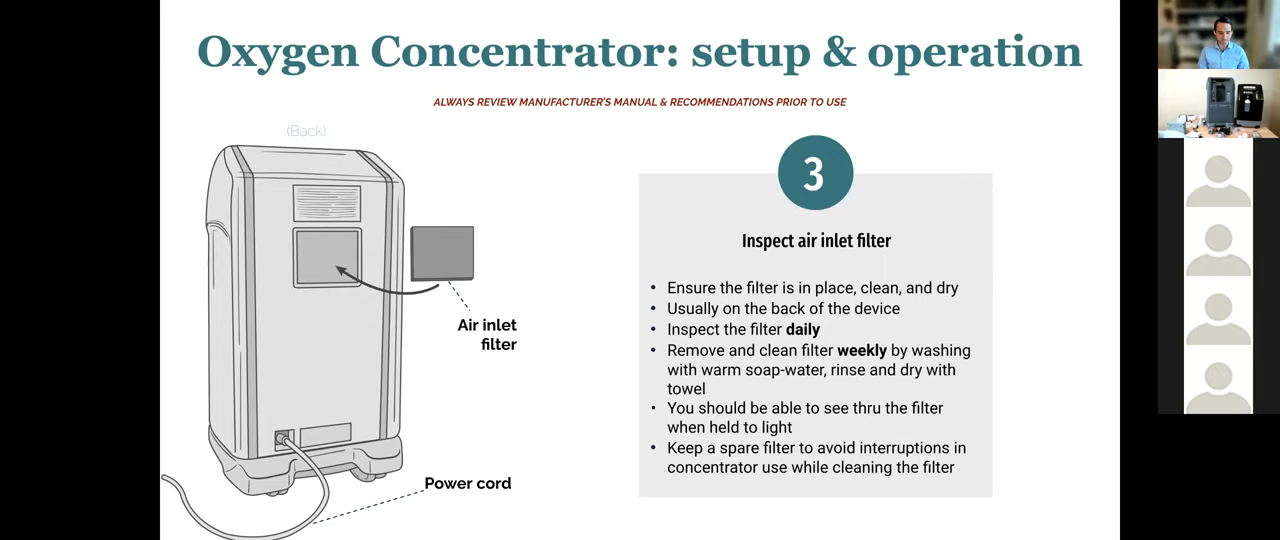 Oxygen Concentrator: setup & operation
ALWAYS REVIEW MANUFACTURER'S MANUAL & RECOMMENDATIONS PRIOR TO USE
(Back)
Air inlet
filter
Power cord
3
Inspect air inlet filter
• Ensure the filter is in place, clean, and dry
• Usually on the back of the device
• Inspect the filter daily
• Remove and clean filter weekly by washing
with warm soap-water, rinse and dry with
towel
• You should be able to see thru the filter
when held to light
• Keep a spare filter to avoid interruptions in
concentrator use while cleaning the filter